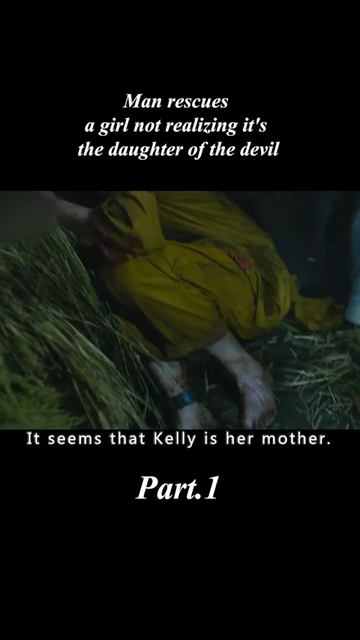 Man rescues
a girl not realizing it's
the daughter of the devil
It seems that Kelly is her mother.
Part.1